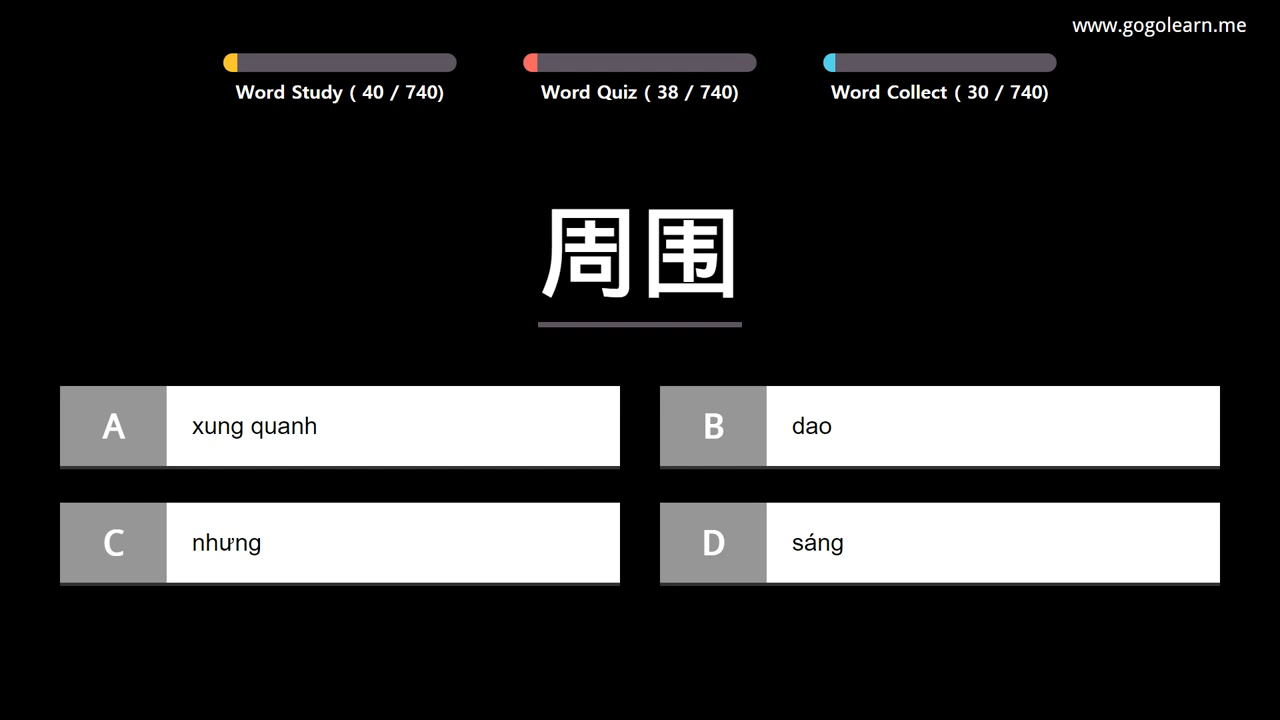 www.gogolearn.me
Word Study ( 40 / 740)
Word Quiz ( 38 / 740)
Word Collect ( 30 / 740)
周围
A xung quanh
B dao
C nhưng
D sáng